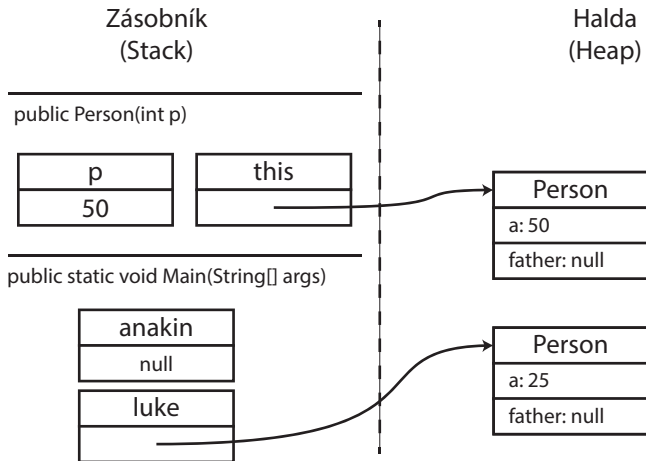 Zásobník
(Stack)
Halda
(Heap)
public Person(int p)
p
50
this
Person
a: 50
father: null
public static void Main(String[] args)
anakin
null
luke
Person
a: 25
father: null